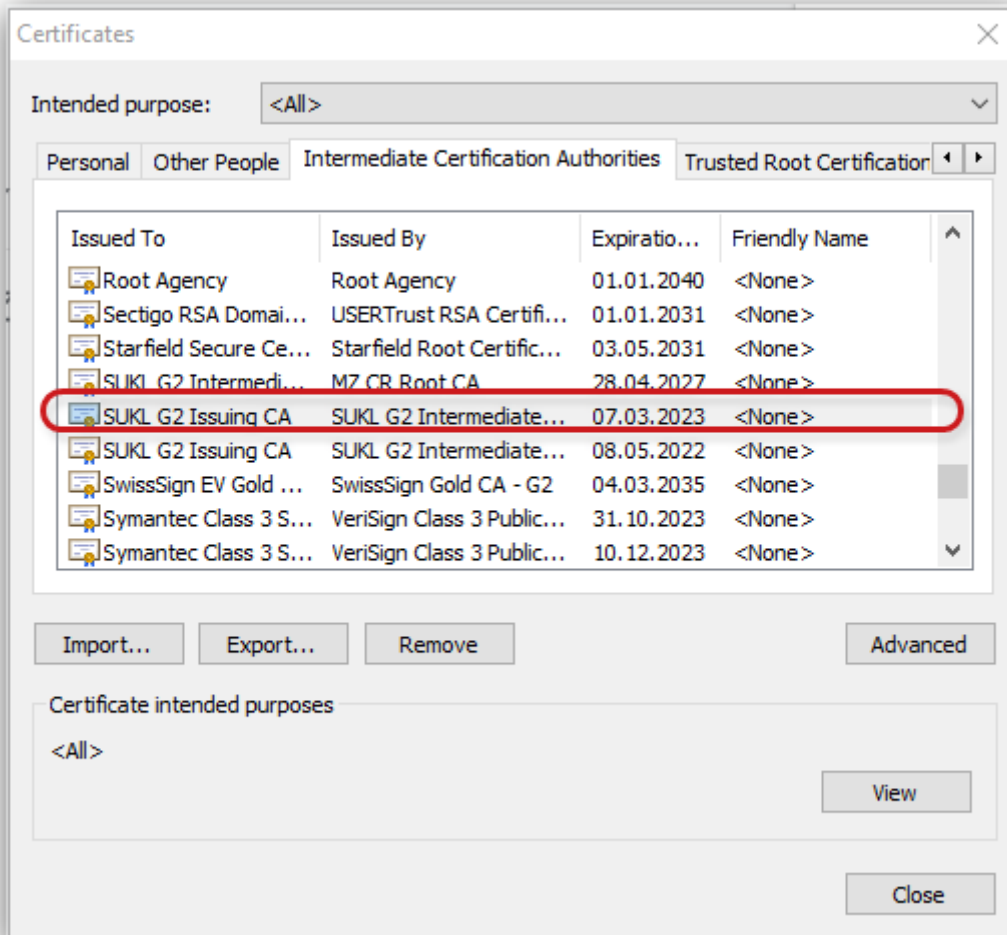 Certificates
Intended purpose: <All>
Personal Other People Intermediate Certification Authorities Trusted Root Certification
Issued To Issued By Expiratio... Friendly Name
Root Agency Root Agency 01.01.2040 <None>
Sectigo RSA Domai... USERTrust RSA Certifi... 01.01.2031 <None>
Starfield Secure Ce... Starfield Root Certific... 03.05.2031 <None>
SUKL G2 Intermedi... MZ CR Root CA 28.04.2027 <None>
SUKL G2 Issuing CA SUKL G2 Intermediate... 07.03.2023 <None>
SUKL G2 Issuing CA SUKL G2 Intermediate... 08.05.2022 <None>
SwissSign EV Gold ... SwissSign Gold CA - G2 04.03.2035 <None>
Symantec Class 3 S... VeriSign Class 3 Public... 31.10.2023 <None>
Symantec Class 3 S... VeriSign Class 3 Public... 10.12.2023 <None>
Import... Export... Remove Advanced
Certificate intended purposes
<All>
View
Close